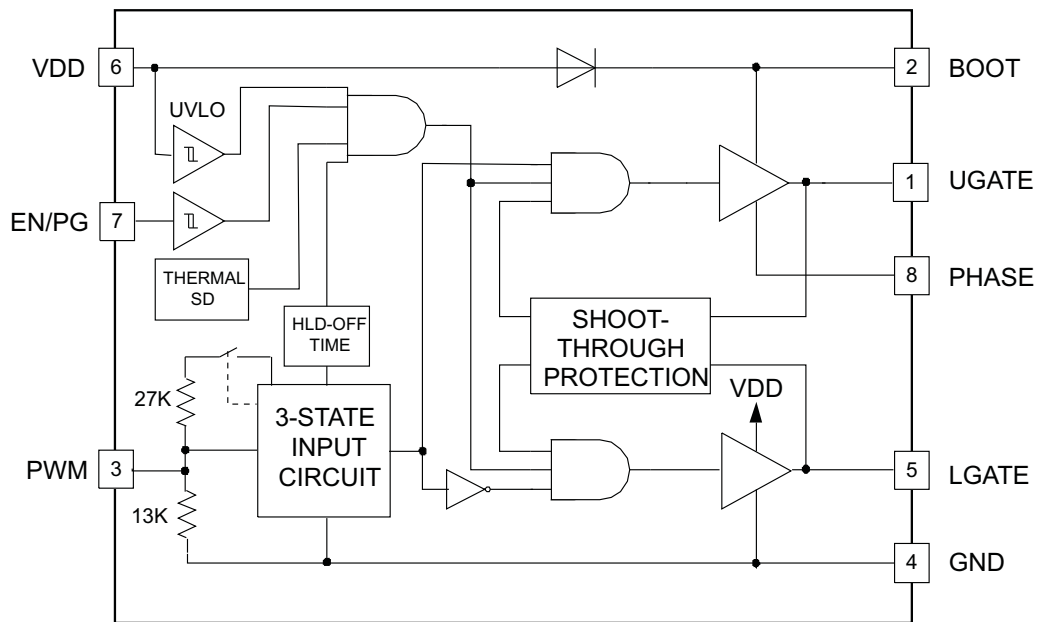 VDD
6
2
BOOT
UVLO
1
UGATE
EN/PG
7
THERMAL
SD
8
PHASE
HLD-OFF
TIME
SHOOT-
THROUGH
PROTECTION
27K
VDD
3-STATE
INPUT
CIRCUIT
PWM
3
5
LGATE
13K
4
GND